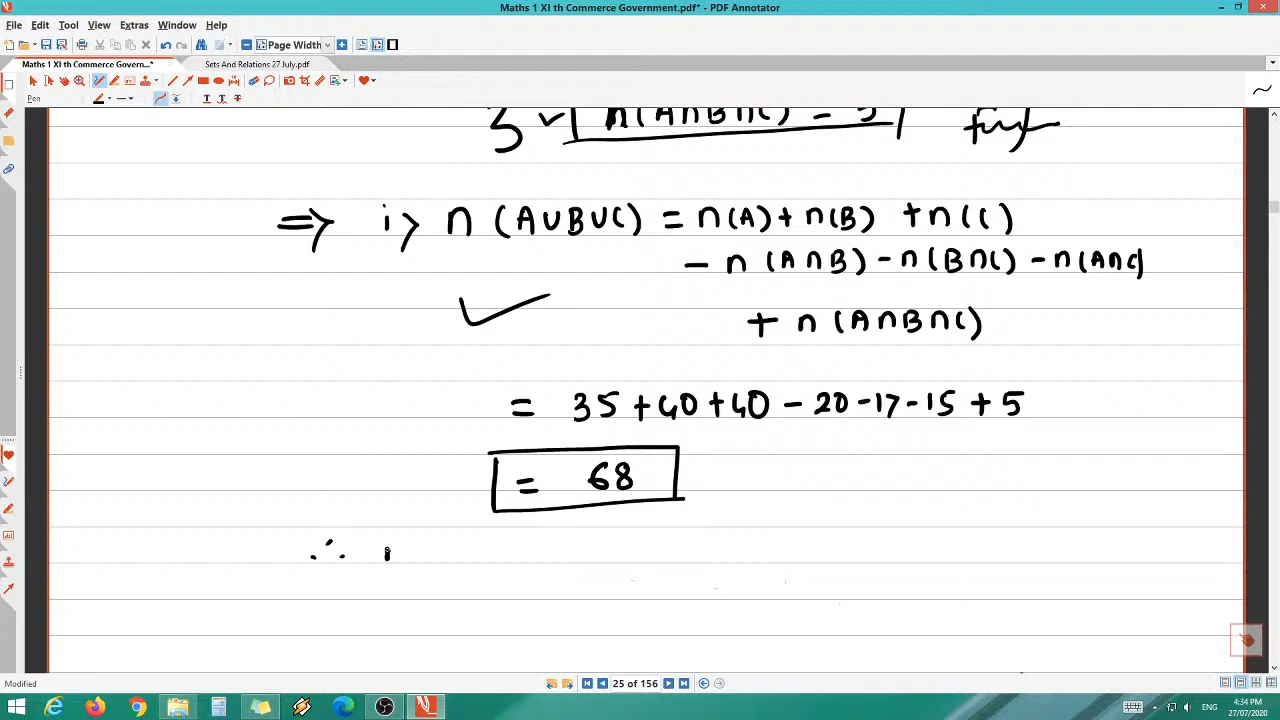 Maths 1 XI th Commerce Government.pdf* - PDF Annotator
File Edit Tool View Extras Window Help
Page Width
Maths 1 XI th Commerce Govern...* Sets And Relations 27 July.pdf
Pen
n(A∩B∩C) = 5
⇒ i> n (A∪B∪C) = n(A) + n(B) + n(C)
- n (A∩B) - n(B∩C) - n(A∩C)
+ n (A∩B∩C)
= 35 + 40 + 40 - 20 - 17 - 15 + 5
= 68
∴
Modified 25 of 156
ENG 4:34 PM
27/07/2020